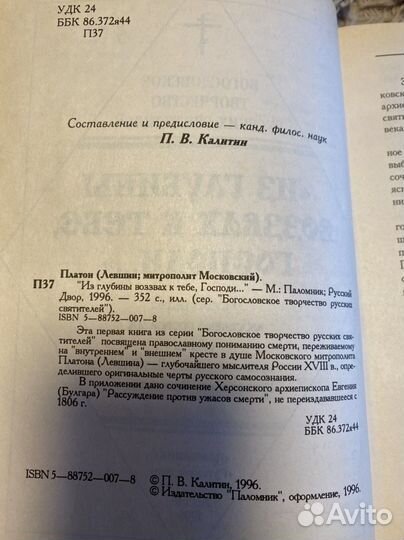 УДК 24
ББК 86.372я44
П37
Составление и предисловие — канд. филос. наук
П. В. Калитин
Платон (Левшин; митрополит Московский).
П37 "Из глубины воззвах к тебе, Господи..." — М.: Паломник; Русский
Двор, 1996. — 352 с., илл. (сер. "Богословское творчество русских
святителей").
ISBN 5—88752—007—8
Эта первая книга из серии "Богословское творчество русских свя-
тителей" посвящена православному пониманию смерти, переживаемому
на "внутреннем" и "внешнем" кресте в душе Московского митрополита
Платона (Левшина) — глубочайшего мыслителя России XVIII в., опре-
делившего оригинальные черты русского самосознания.
В приложении дано сочинение Херсонского архиепископа Евгения
(Булгара) "Рассуждение против ужасов смерти", не переиздававшееся с
1806 г.
УДК 24
ББК 86.372я44
ISBN 5—88752—007—8
© П. В. Калитин, 1996.
© Издательство "Паломник", оформление, 1996.
Avito